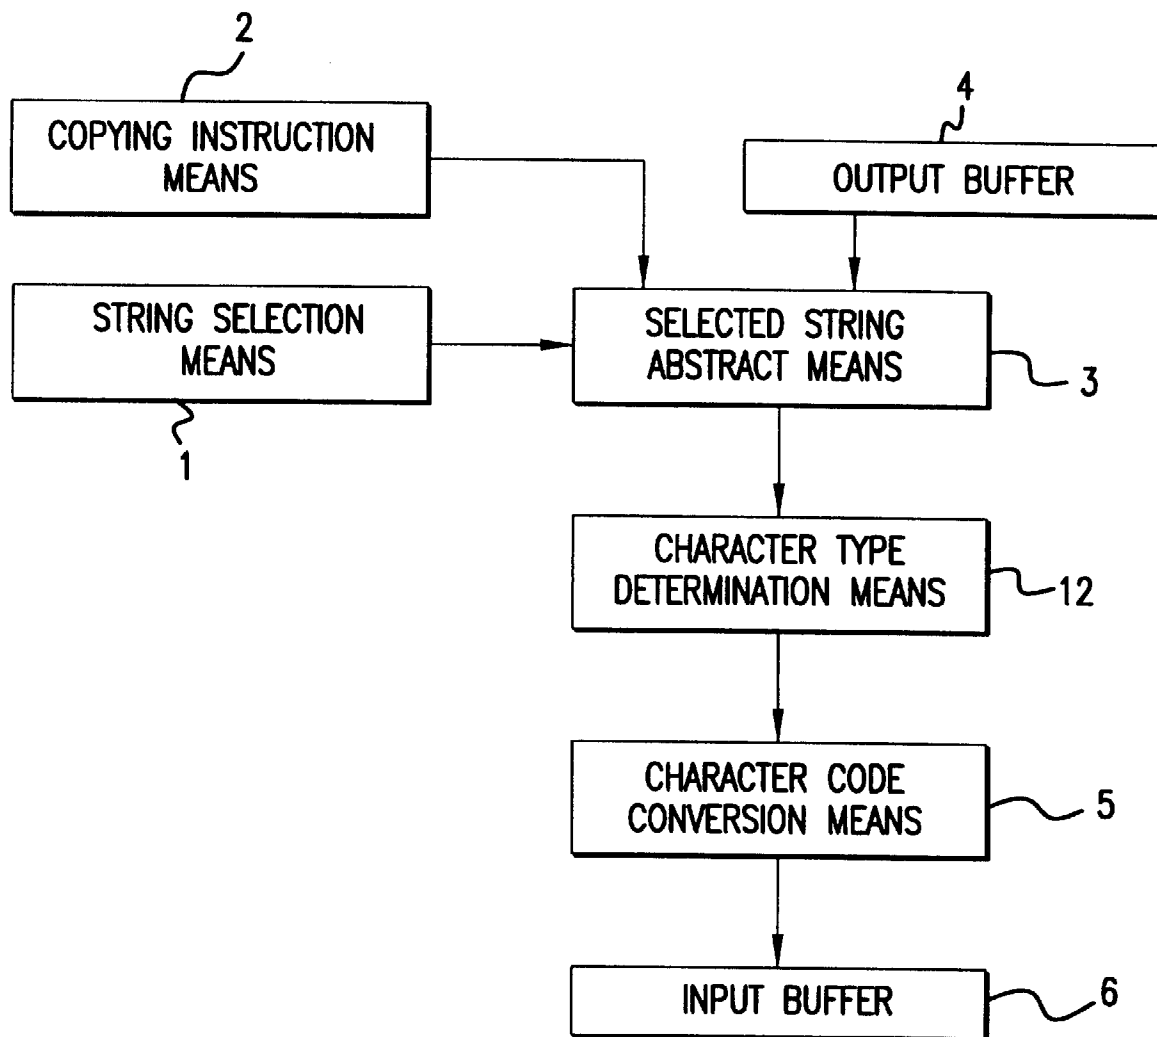 2
COPYING INSTRUCTION
MEANS
4
OUTPUT BUFFER
STRING SELECTION
MEANS
1
SELECTED STRING
ABSTRACT MEANS
3
CHARACTER TYPE
DETERMINATION MEANS
12
CHARACTER CODE
CONVERSION MEANS
5
INPUT BUFFER
6